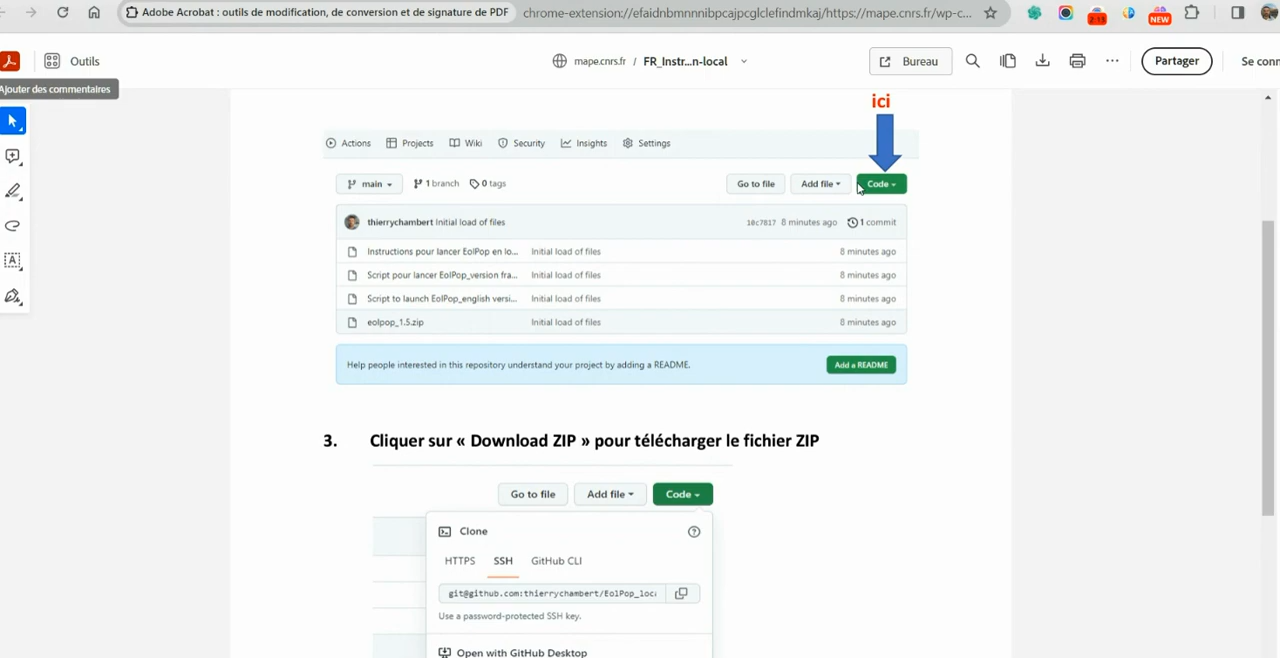 Adobe Acrobat : outils de modification, de conversion et de signature de PDF chrome-extension://efaidnbmnnnibpcajpcglclefindmkaj/https://mape.cnrs.fr/wp-c...
2:13
NEW
Outils
mape.cnrs.fr / FR_Instr...n-local
Bureau
Partager
Se conn
Ajouter des commentaires
ici
Actions Projects Wiki Security Insights Settings
main 1 branch 0 tags Go to file Add file Code
thierrychambert Initial load of files 10c7817 8 minutes ago 1 commit
Instructions pour lancer EolPop en lo... Initial load of files 8 minutes ago
Script pour lancer EolPop_version fra... Initial load of files 8 minutes ago
Script to launch EolPop_english versi... Initial load of files 8 minutes ago
eolpop_1.5.zip Initial load of files 8 minutes ago
Help people interested in this repository understand your project by adding a README. Add a README
3. Cliquer sur « Download ZIP » pour télécharger le fichier ZIP
Go to file Add file Code
Clone
HTTPS SSH GitHub CLI
git@github.com:thierrychambert/EolPop_loc
Use a password-protected SSH key.
Open with GitHub Desktop